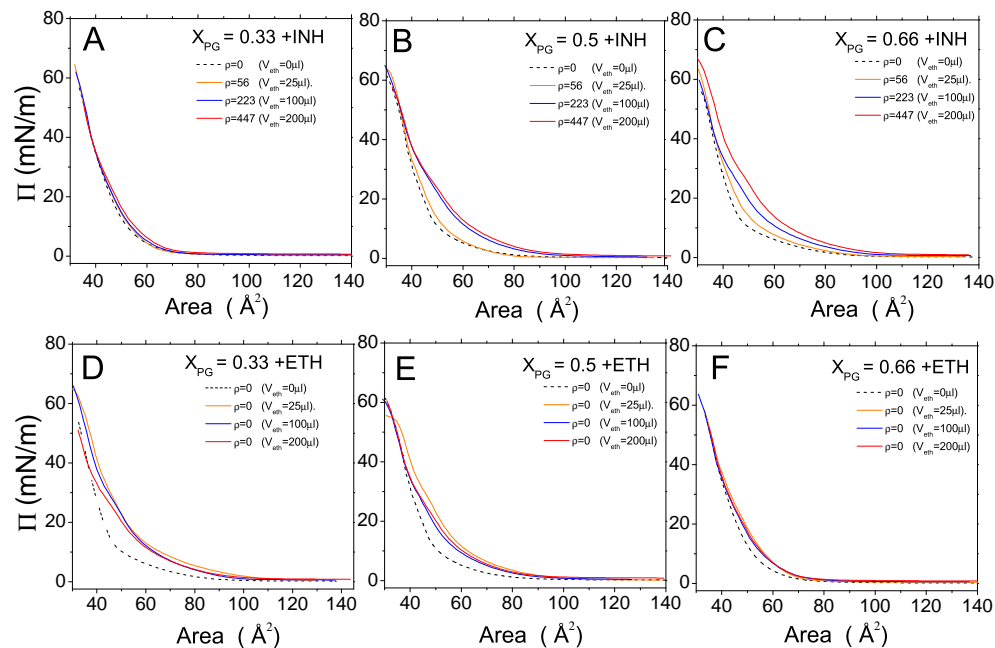 A
X_PG = 0.33 +INH
ρ=0 (V_eth=0µl)
ρ=56 (V_eth=25µl).
ρ=223 (V_eth=100µl)
ρ=447 (V_eth=200µl)
Π (mN/m)
80
60
40
20
0
40 60 80 100 120 140
Area ( Å²)
B
X_PG = 0.5 +INH
ρ=0 (V_eth=0µl)
ρ=56 (V_eth=25µl).
ρ=223 (V_eth=100µl)
ρ=447 (V_eth=200µl)
80
60
40
20
0
40 60 80 100 120 140
Area ( Å²)
C
X_PG = 0.66 +INH
ρ=0 (V_eth=0µl)
ρ=56 (V_eth=25µl).
ρ=223 (V_eth=100µl)
ρ=447 (V_eth=200µl)
80
60
40
20
0
40 60 80 100 120 140
Area ( Å²)
D
X_PG = 0.33 +ETH
ρ=0 (V_eth=0µl)
ρ=0 (V_eth=25µl).
ρ=0 (V_eth=100µl)
ρ=0 (V_eth=200µl)
Π (mN/m)
80
60
40
20
0
40 60 80 100 120 140
Area ( Å²)
E
X_PG = 0.5 +ETH
ρ=0 (V_eth=0µl)
ρ=0 (V_eth=25µl).
ρ=0 (V_eth=100µl)
ρ=0 (V_eth=200µl)
80
60
40
20
0
40 60 80 100 120 140
Area ( Å²)
F
X_PG = 0.66 +ETH
ρ=0 (V_eth=0µl)
ρ=0 (V_eth=25µl).
ρ=0 (V_eth=100µl)
ρ=0 (V_eth=200µl)
80
60
40
20
0
40 60 80 100 120 140
Area ( Å²)